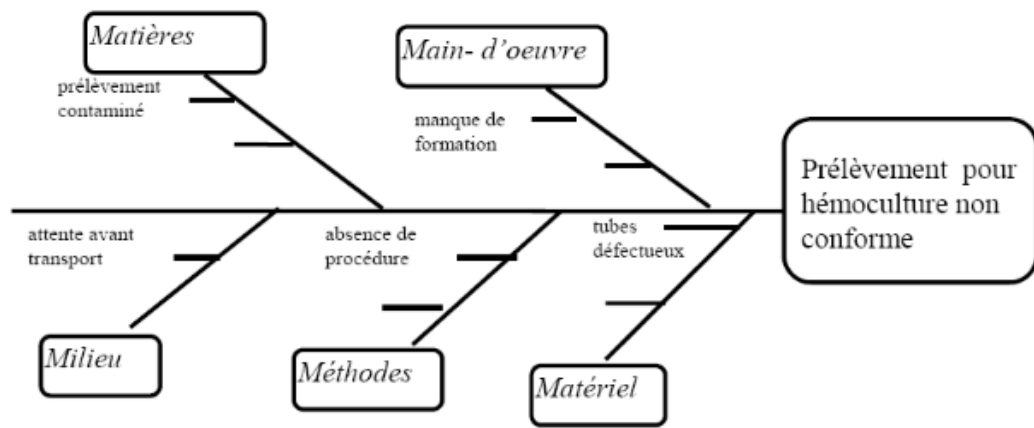 Matières
Main- d'oeuvre
prélèvement
contaminé
manque de
formation
Prélèvement pour
hémoculture non
conforme
attente avant
transport
absence de
procédure
tubes
défectueux
Milieu
Méthodes
Matériel